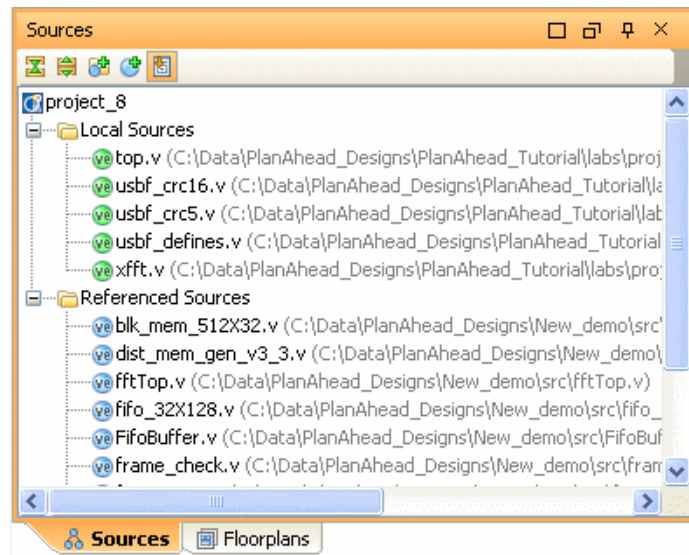 Sources
project_8
Local Sources
top.v (C:\Data\PlanAhead_Designs\PlanAhead_Tutorial\labs\proj
usbf_crc16.v (C:\Data\PlanAhead_Designs\PlanAhead_Tutorial\la
usbf_crc5.v (C:\Data\PlanAhead_Designs\PlanAhead_Tutorial\lab
usbf_defines.v (C:\Data\PlanAhead_Designs\PlanAhead_Tutorial
xfft.v (C:\Data\PlanAhead_Designs\PlanAhead_Tutorial\labs\proj
Referenced Sources
blk_mem_512X32.v (C:\Data\PlanAhead_Designs\New_demo\src\
dist_mem_gen_v3_3.v (C:\Data\PlanAhead_Designs\New_demo\
fftTop.v (C:\Data\PlanAhead_Designs\New_demo\src\fftTop.v)
fifo_32X128.v (C:\Data\PlanAhead_Designs\New_demo\src\fifo_
FifoBuffer.v (C:\Data\PlanAhead_Designs\New_demo\src\FifoBuf
frame_check.v (C:\Data\PlanAhead_Designs\New_demo\src\fram
Sources Floorplans